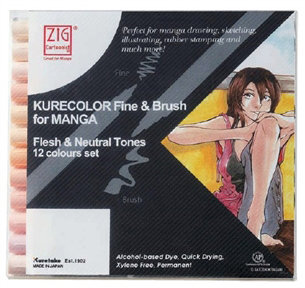 ZIG
Cartoonist
Perfect for manga drawing, sketching,
illustrating, rubber stamping and
much more!
Fine
KURECOLOR Fine & Brush
for MANGA
Flesh & Neutral Tones
12 colours set
Brush
Kuretake Est.1902
MADE IN JAPAN
Alcohol-based Dye, Quick Drying,
Xylene Free, Permanent
AP